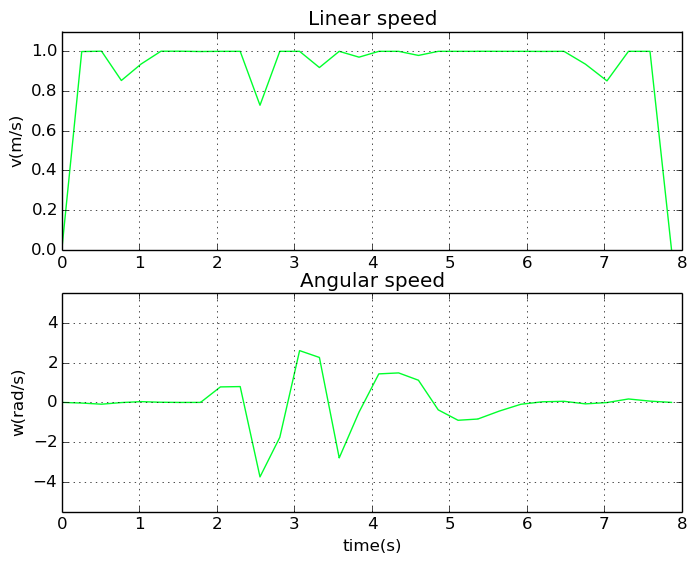 Linear speed
v(m/s)
1.0
0.8
0.6
0.4
0.2
0.0
0 1 2 3 4 5 6 7 8
Angular speed
w(rad/s)
4
2
0
−2
−4
0 1 2 3 4 5 6 7 8
time(s)